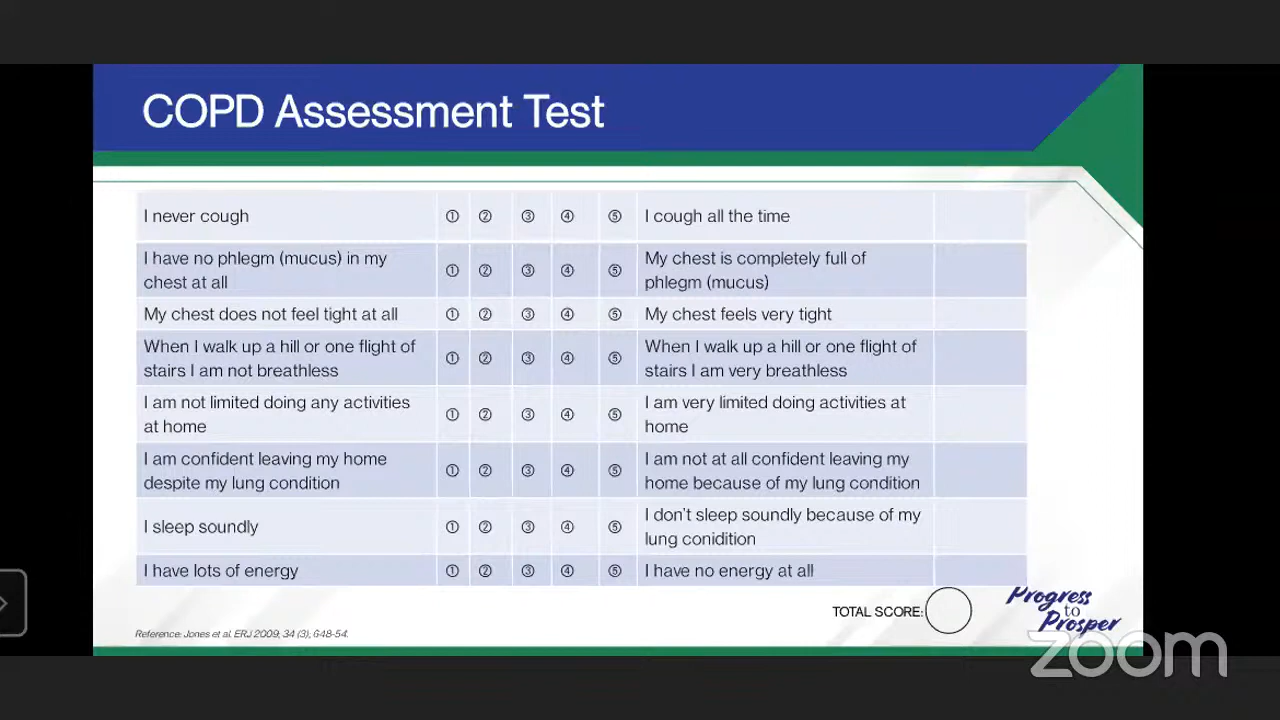 COPD Assessment Test
I never cough ① ② ③ ④ ⑤ I cough all the time
I have no phlegm (mucus) in my
chest at all
① ② ③ ④ ⑤
My chest is completely full of
phlegm (mucus)
My chest does not feel tight at all ① ② ③ ④ ⑤ My chest feels very tight
When I walk up a hill or one flight of
stairs I am not breathless
① ② ③ ④ ⑤
When I walk up a hill or one flight of
stairs I am very breathless
I am not limited doing any activities
at home
① ② ③ ④ ⑤
I am very limited doing activities at
home
I am confident leaving my home
despite my lung condition
① ② ③ ④ ⑤
I am not at all confident leaving my
home because of my lung condition
I sleep soundly ① ② ③ ④ ⑤
I don't sleep soundly because of my
lung conidition
I have lots of energy ① ② ③ ④ ⑤ I have no energy at all
TOTAL SCORE:
Progress
to
Prosper
Reference: Jones et al. ERJ 2009; 34 (3); 648-54.
zoom